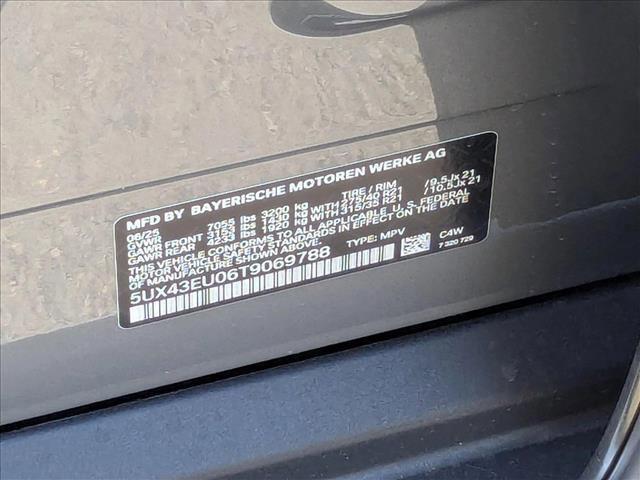 MFD BY BAYERISCHE MOTOREN WERKE AG
06/25 TIRE / RIM
GVWR 7055 lbs 3200 kg
GAWR FRONT 3153 lbs 1430 kg WITH 275/40 R21 /9.5Jx21
GAWR REAR 4233 lbs 1920 kg WITH 315/35 R21 /10.5Jx21
THIS VEHICLE CONFORMS TO ALL APPLICABLE U.S. FEDERAL
MOTOR VEHICLE SAFETY STANDARDS IN EFFECT ON THE
DATE OF MANUFACTURE SHOWN ABOVE.
5UX43EU06T9069788 TYPE: MPV C4W
7 320 729